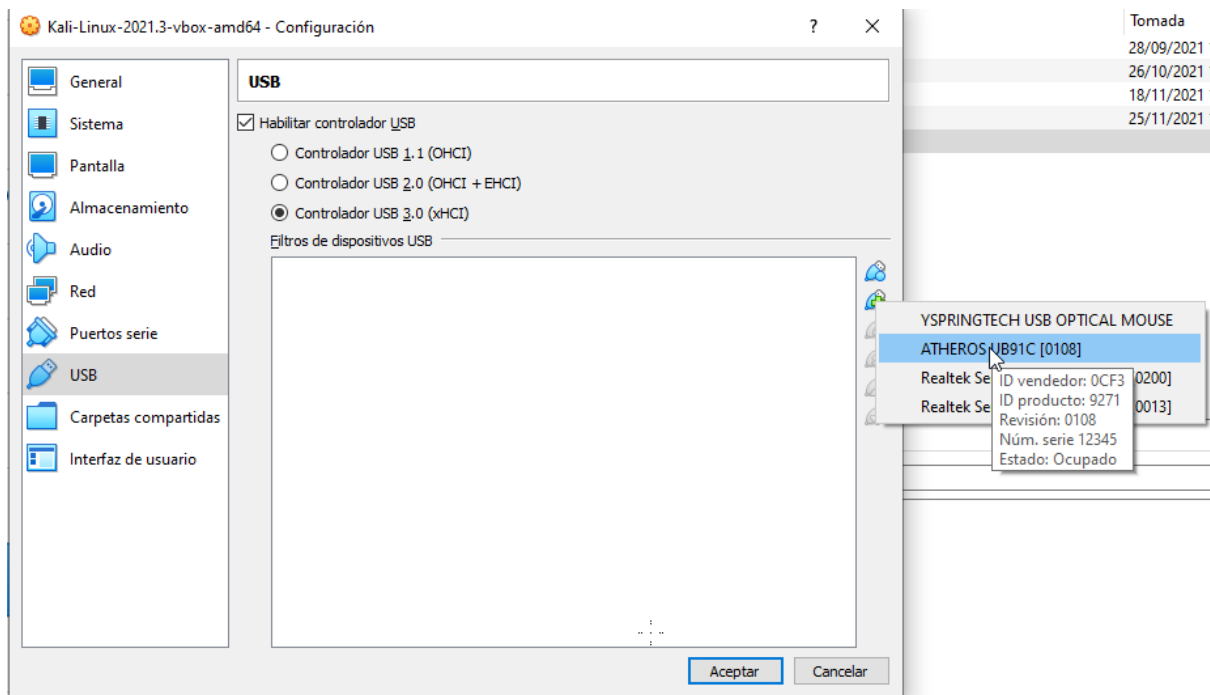 Kali-Linux-2021.3-vbox-amd64 - Configuración
?
Tomada
28/09/2021
26/10/2021
18/11/2021
25/11/2021
General
Sistema
Pantalla
Almacenamiento
Audio
Red
Puertos serie
USB
Carpetas compartidas
Interfaz de usuario
USB
Habilitar controlador USB
Controlador USB 1.1 (OHCI)
Controlador USB 2.0 (OHCI + EHCI)
Controlador USB 3.0 (xHCI)
Filtros de dispositivos USB
YSPRINGTECH USB OPTICAL MOUSE
ATHEROS UB91C [0108]
Realtek Se 0200]
Realtek Se 0013]
ID vendedor: 0CF3
ID producto: 9271
Revisión: 0108
Núm. serie 12345
Estado: Ocupado
Aceptar
Cancelar